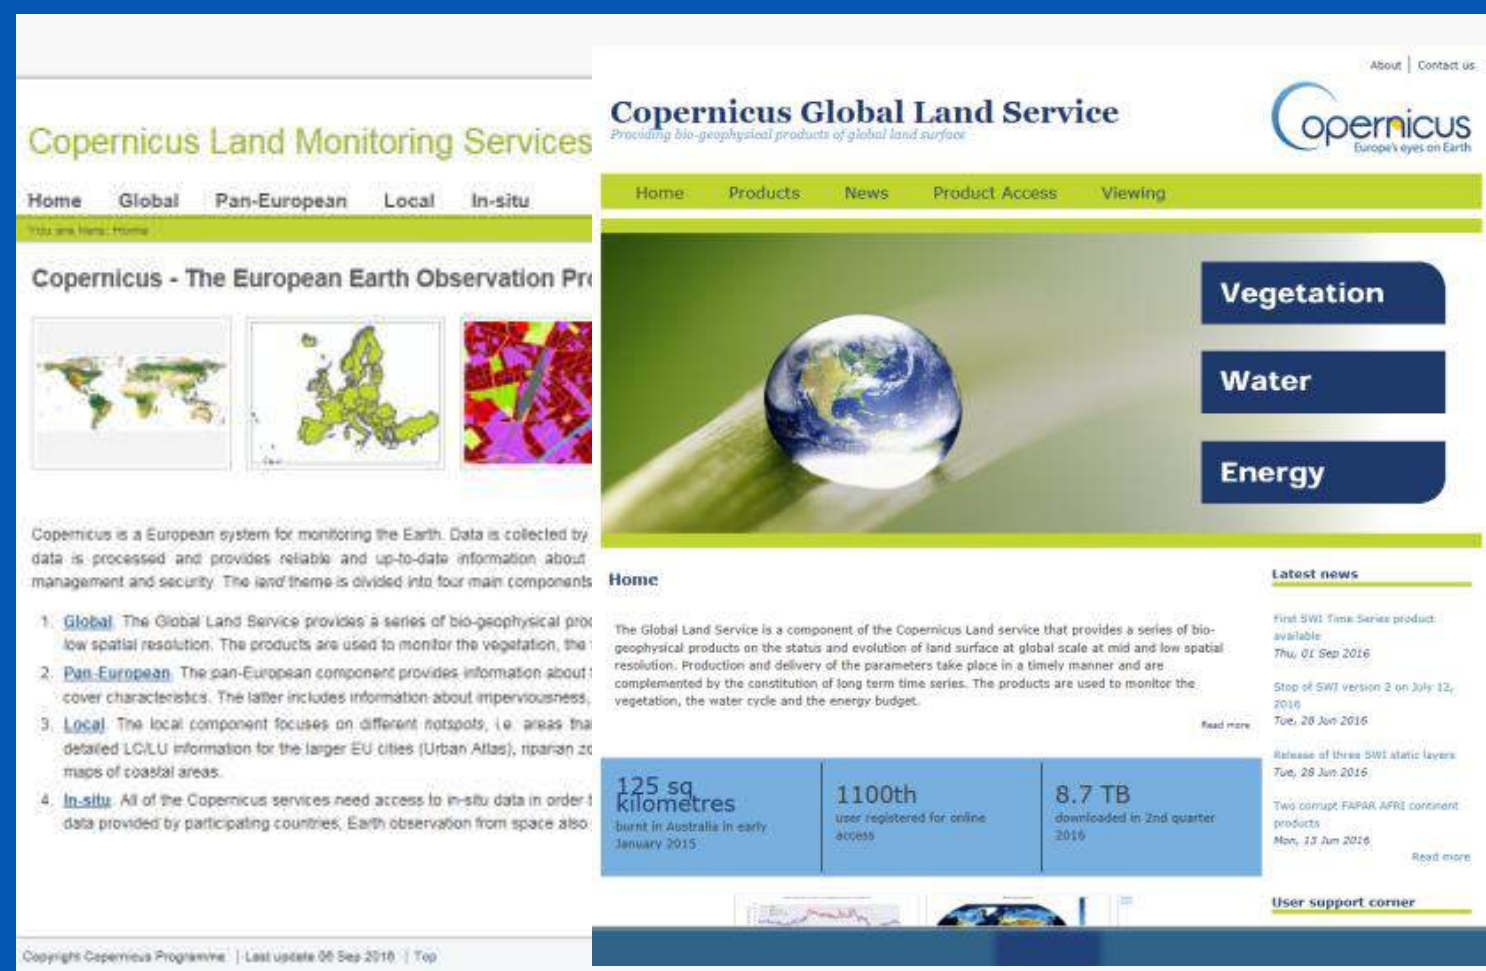 Copernicus Land Monitoring Services
Home Global Pan-European Local In-situ
You are here: Home
Copernicus - The European Earth Observation
Copernicus is a European system for monitoring the Earth. Data is collected by
data is processed and provides reliable and up-to-date information about
management and security. The land theme is divided into four main components
1. Global. The Global Land Service provides a series of bio-geophysical
low spatial resolution. The products are used to monitor the vegetation, the
2. Pan-European. The pan-European component provides information about
cover characteristics. The latter includes information about imperviousness,
3. Local. The local component focuses on different hotspots, i.e. areas
detailed LC/LU information for the larger EU cities (Urban Atlas), riparian
maps of coastal areas.
4. In-situ. All of the Copernicus services need access to in-situ data in order
data provided by participating countries, Earth observation from space also
Copyright Copernicus Programme | Last update 06 Sep 2016 | Top
About | Contact us
Copernicus Global Land Service
Providing bio-geophysical products of global land surface
opernicus
Europe's eyes on Earth
Home Products News Product Access Viewing
Vegetation
Water
Energy
Home
The Global Land Service is a component of the Copernicus Land service that provides a series of bio-
geophysical products on the status and evolution of land surface at global scale at mid and low spatial
resolution. Production and delivery of the parameters take place in a timely manner and are
complemented by the constitution of long term time series. The products are used to monitor the
vegetation, the water cycle and the energy budget.
Read more
125 sq
kilometres
burnt in Australia in early
January 2015
1100th
user registered for online
access
8.7 TB
downloaded in 2nd quarter
2016
Latest news
First SWI Time Series product
available
Thu, 01 Sep 2016
Stop of SWI version 2 on July 12,
2016
Tue, 28 Jun 2016
Release of three SWI static layers
Tue, 28 Jun 2016
Two corrupt FAPAR AFRI continent
products
Mon, 13 Jun 2016
Read more
User support corner